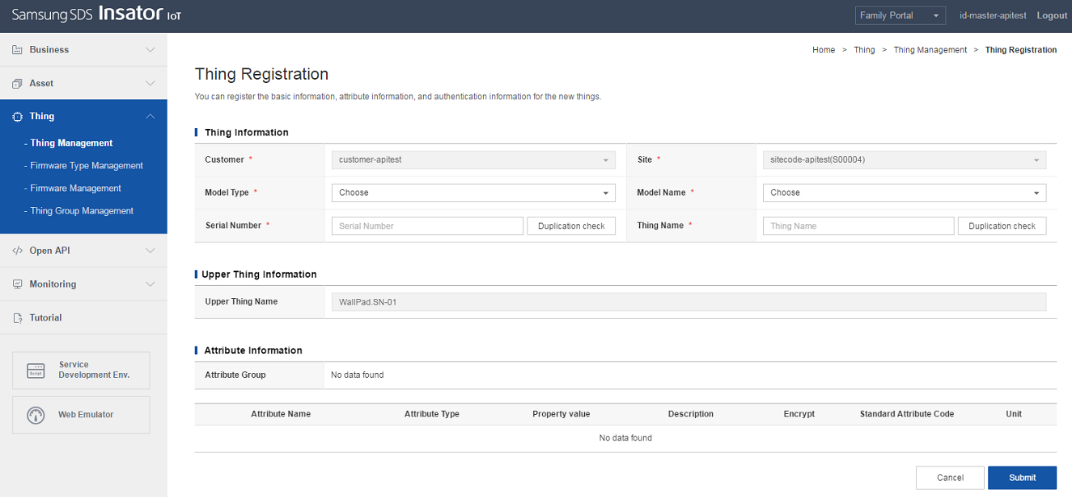 Samsung SDS Insator IoT
Family Portal
id-master-apitest Logout
Business
Asset
Thing
- Thing Management
- Firmware Type Management
- Firmware Management
- Thing Group Management
Open API
Monitoring
Tutorial
Service
Development Env.
Web Emulator
Home > Thing > Thing Management > Thing Registration
Thing Registration
You can register the basic information, attribute information, and authentication information for the new things.
Thing Information
Customer * customer-apitest Site * sitecode-apitest(S00004)
Model Type * Choose Model Name * Choose
Serial Number * Serial Number Duplication check Thing Name * Thing Name Duplication check
Upper Thing Information
Upper Thing Name WallPad.SN-01
Attribute Information
Attribute Group No data found
Attribute Name Attribute Type Property value Description Encrypt Standard Attribute Code Unit
No data found
Cancel Submit